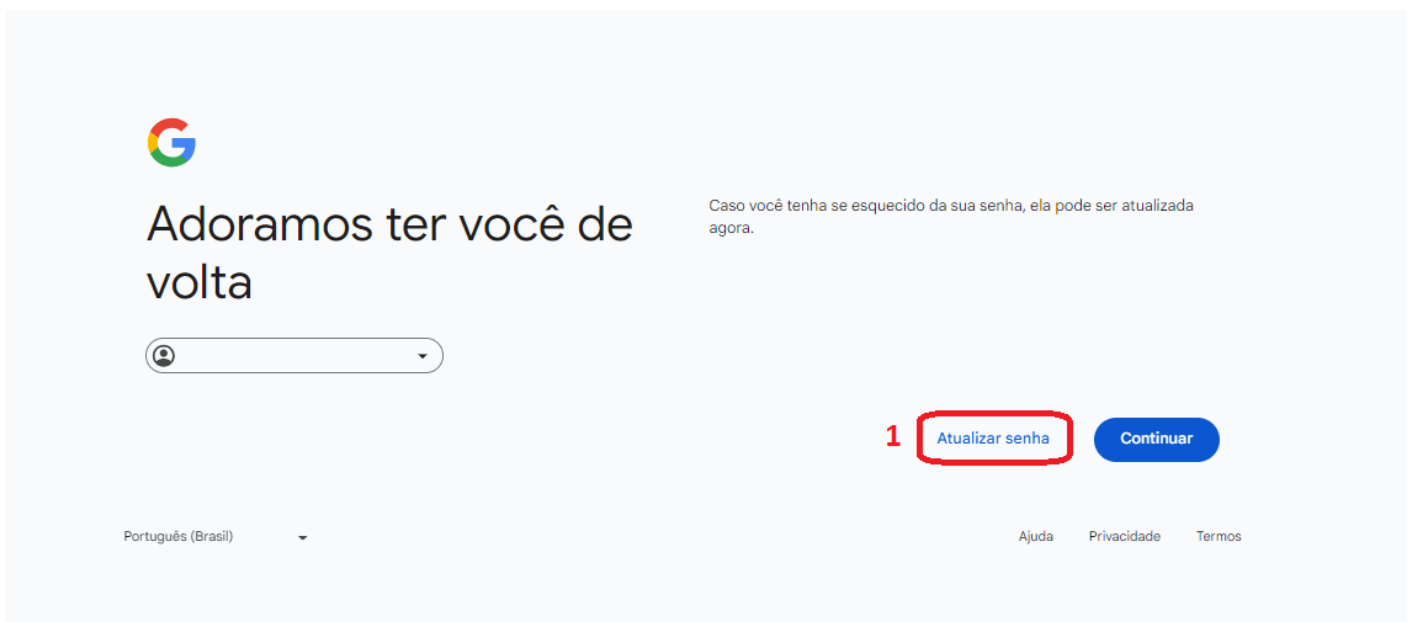 Adoramos ter você de
volta
Caso você tenha se esquecido da sua senha, ela pode ser atualizada
agora.
1 Atualizar senha Continuar
Português (Brasil) Ajuda Privacidade Termos